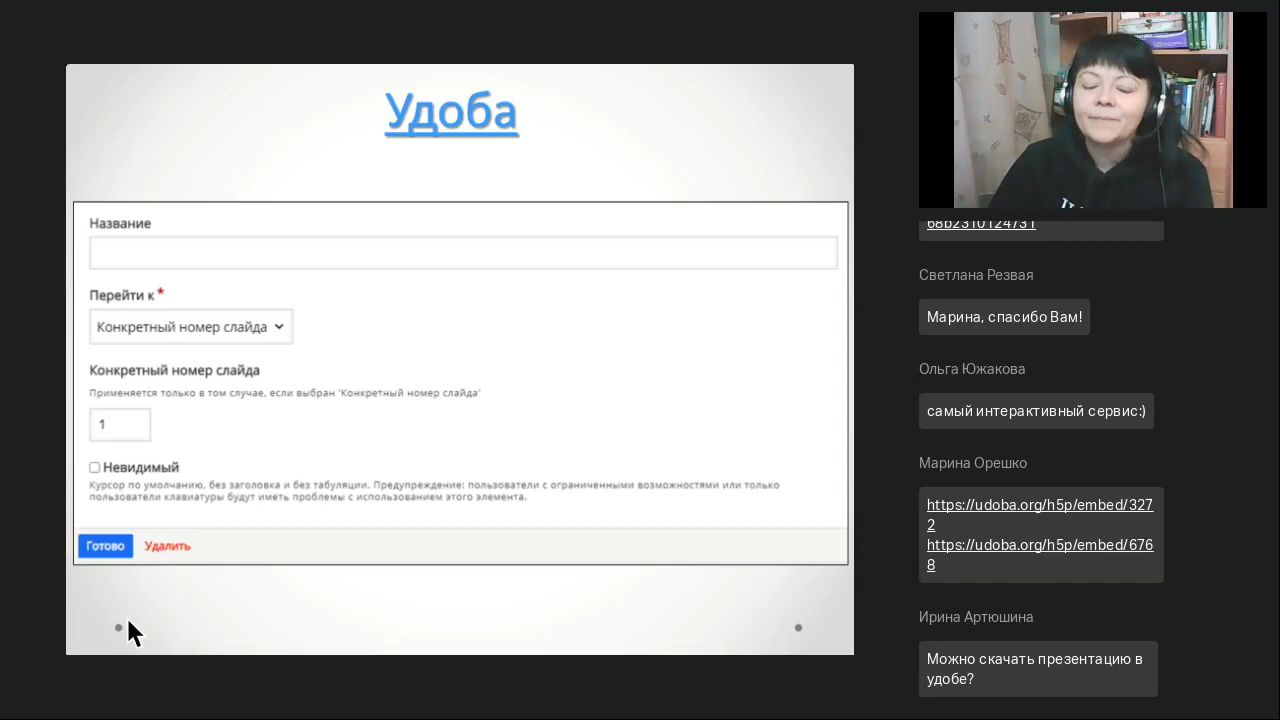 Удоба
Название
Перейти к *
Конкретный номер слайда
Конкретный номер слайда
Применяется только в том случае, если выбран 'Конкретный номер слайда'
1
Невидимый
Курсор по умолчанию, без заголовка и без табуляции. Предупреждение: пользователи с ограниченными возможностями или только
пользователи клавиатуры будут иметь проблемы с использованием этого элемента.
Готово Удалить
68b2310124731
Светлана Резвая
Марина, спасибо Вам!
Ольга Южакова
самый интерактивный сервис:)
Марина Орешко
https://udoba.org/h5p/embed/327
2
https://udoba.org/h5p/embed/676
8
Ирина Артюшина
Можно скачать презентацию в
удобе?